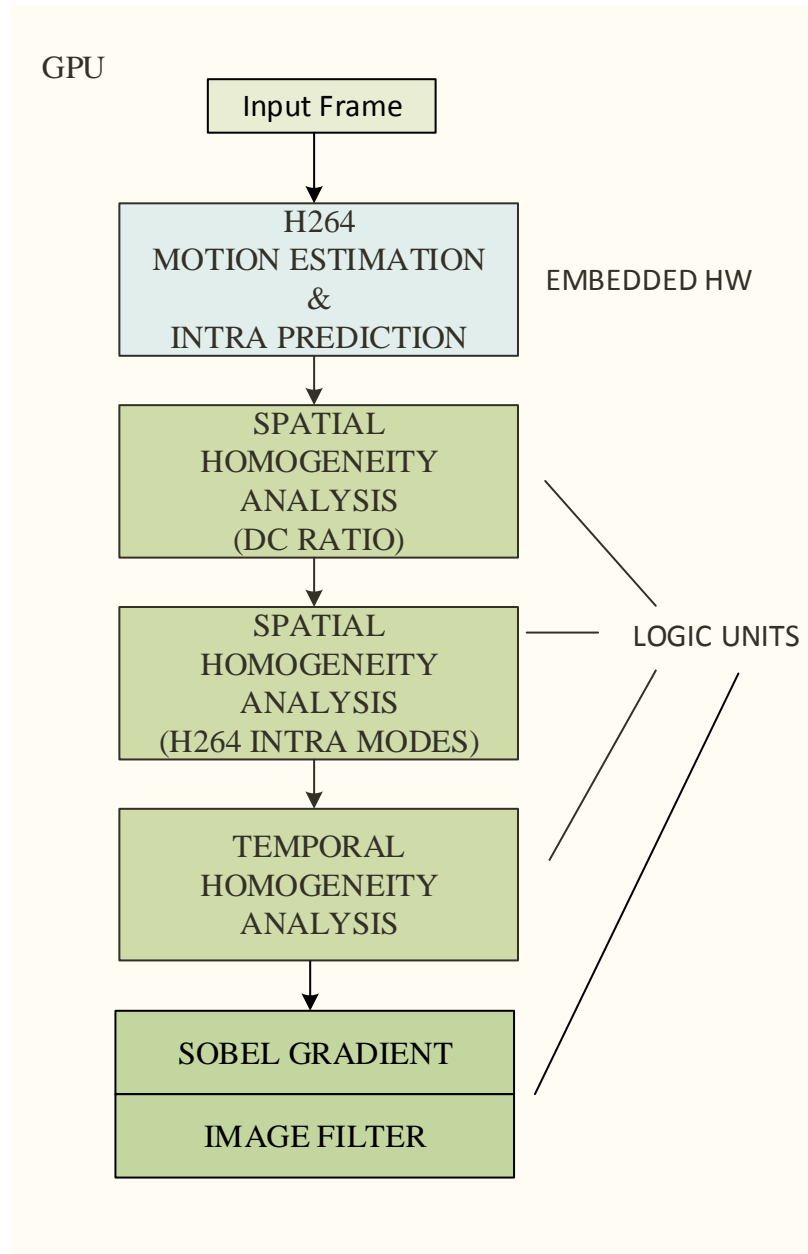 GPU
Input Frame
H264
MOTION ESTIMATION
&
INTRA PREDICTION
EMBEDDED HW
SPATIAL
HOMOGENEITY
ANALYSIS
(DC RATIO)
SPATIAL
HOMOGENEITY
ANALYSIS
(H264 INTRA MODES)
LOGIC UNITS
TEMPORAL
HOMOGENEITY
ANALYSIS
SOBEL GRADIENT
IMAGE FILTER